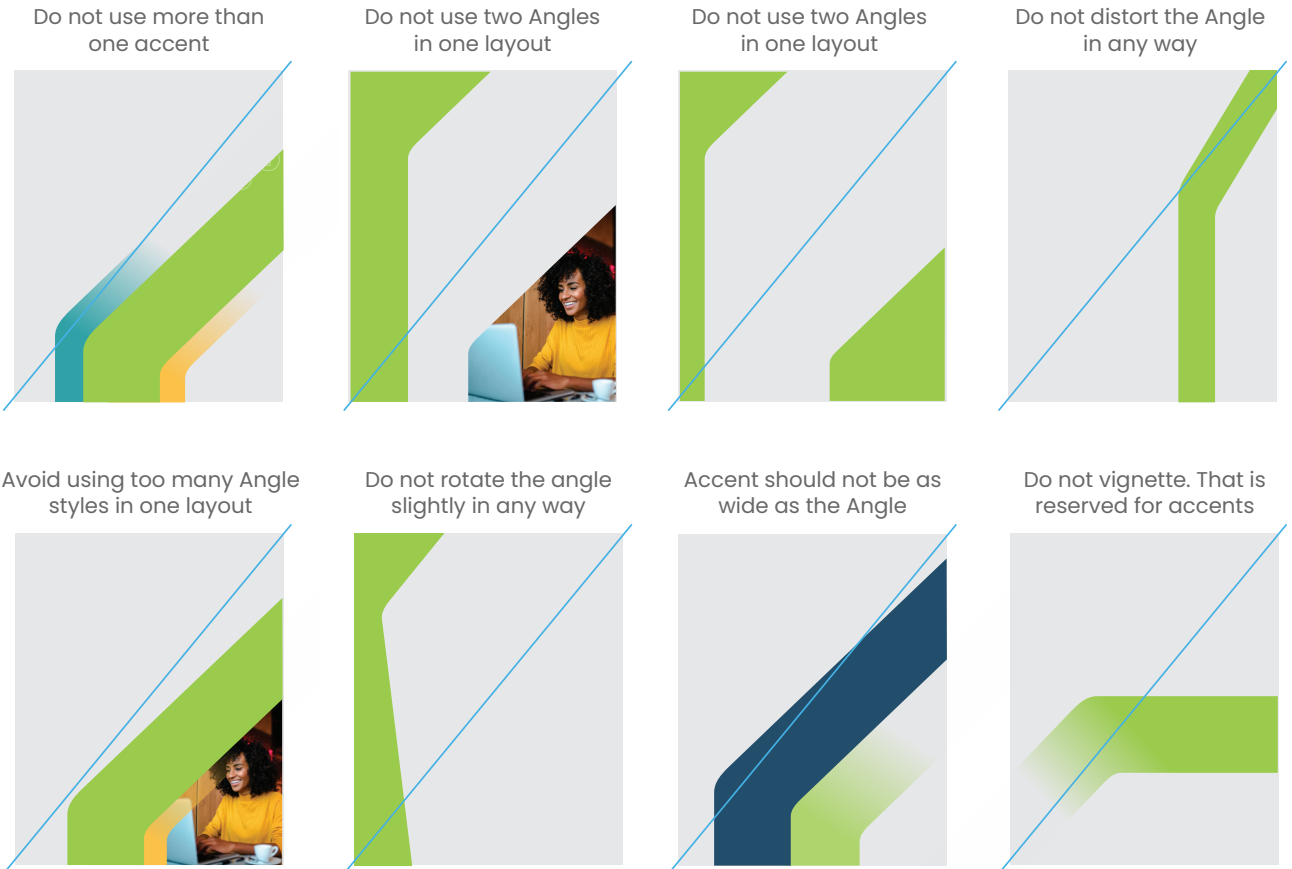 Do not use more than
one accent
Do not use two Angles
in one layout
Do not use two Angles
in one layout
Do not distort the Angle
in any way
Avoid using too many Angle
styles in one layout
Do not rotate the angle
slightly in any way
Accent should not be as
wide as the Angle
Do not vignette. That is
reserved for accents